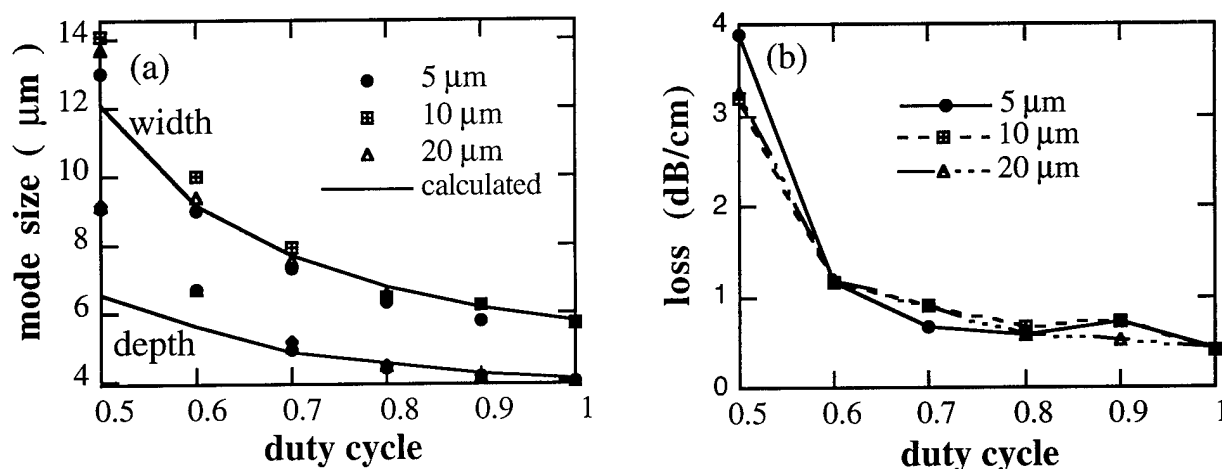 (a)
mode size ( μm)
14
12
10
8
6
4
width
depth
5 μm
10 μm
20 μm
calculated
0.5 0.6 0.7 0.8 0.9 1
duty cycle
(b)
loss (dB/cm)
4
3
2
1
0
5 μm
10 μm
20 μm
0.5 0.6 0.7 0.8 0.9 1
duty cycle